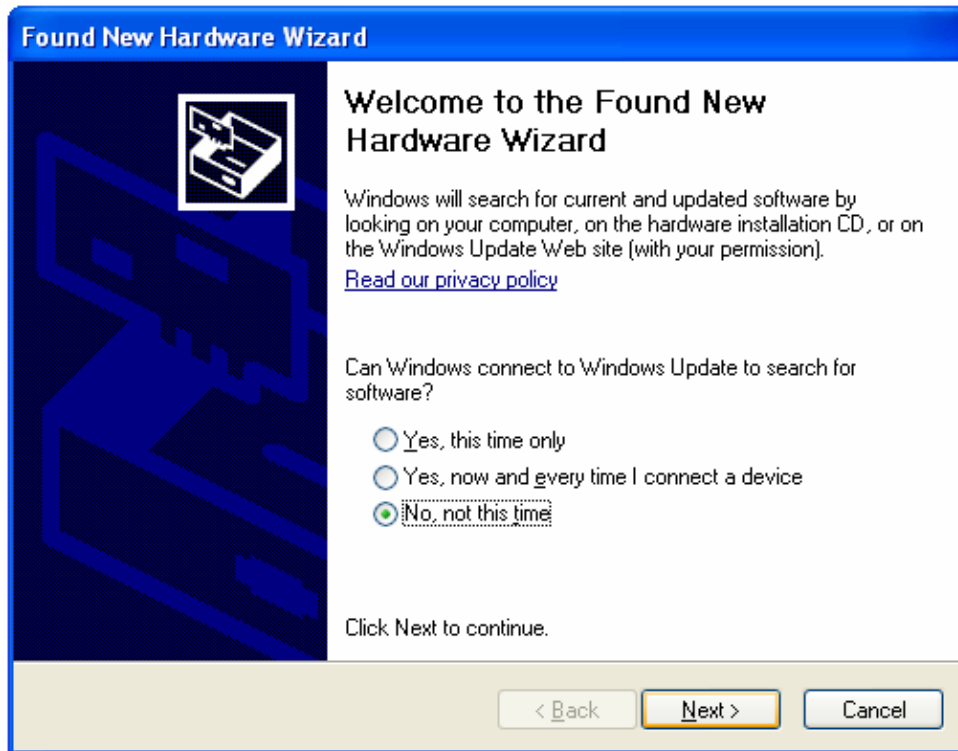 Found New Hardware Wizard
Welcome to the Found New
Hardware Wizard
Windows will search for current and updated software by
looking on your computer, on the hardware installation CD, or on
the Windows Update Web site (with your permission).
Read our privacy policy
Can Windows connect to Windows Update to search for
software?
Yes, this time only
Yes, now and every time I connect a device
No, not this time
Click Next to continue.
< Back Next > Cancel